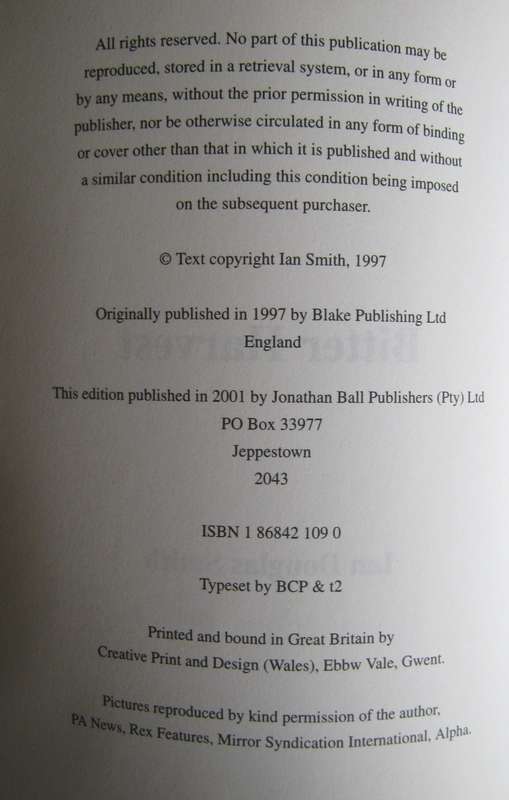 All rights reserved. No part of this publication may be
reproduced, stored in a retrieval system, or in any form or
by any means, without the prior permission in writing of the
publisher, nor be otherwise circulated in any form of binding
or cover other than that in which it is published and without
a similar condition including this condition being imposed
on the subsequent purchaser.
© Text copyright Ian Smith, 1997
Originally published in 1997 by Blake Publishing Ltd
England
Bitter Harvest
This edition published in 2001 by Jonathan Ball Publishers (Pty) Ltd
PO Box 33977
Jeppestown
2043
ISBN 1 86842 109 0
Ian Douglas Smith
Typeset by BCP & t2
Printed and bound in Great Britain by
Creative Print and Design (Wales), Ebbw Vale, Gwent.
Pictures reproduced by kind permission of the author,
PA News, Rex Features, Mirror Syndication International, Alpha.